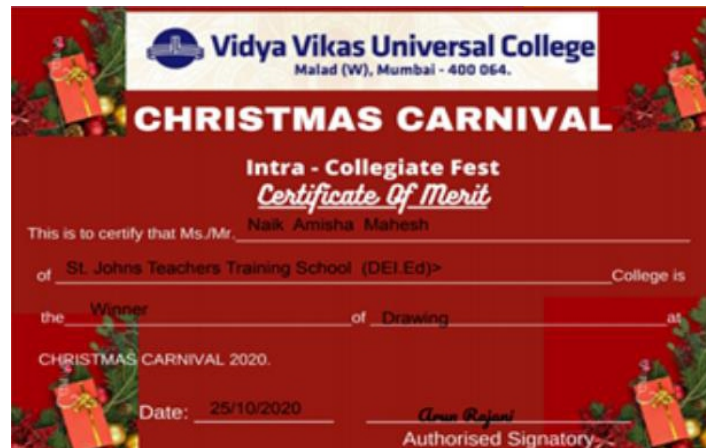 Vidya Vikas Universal College
Malad (W), Mumbai - 400 064.
CHRISTMAS CARNIVAL
Intra - Collegiate Fest
Certificate Of Merit
This is to certify that Ms./Mr. Naik Amisha Mahesh
of St. Johns Teachers Training School (DEI.Ed)> College is
the Winner of Drawing at
CHRISTMAS CARNIVAL 2020.
Date: 25/10/2020 Arun Rajani
Authorised Signatory